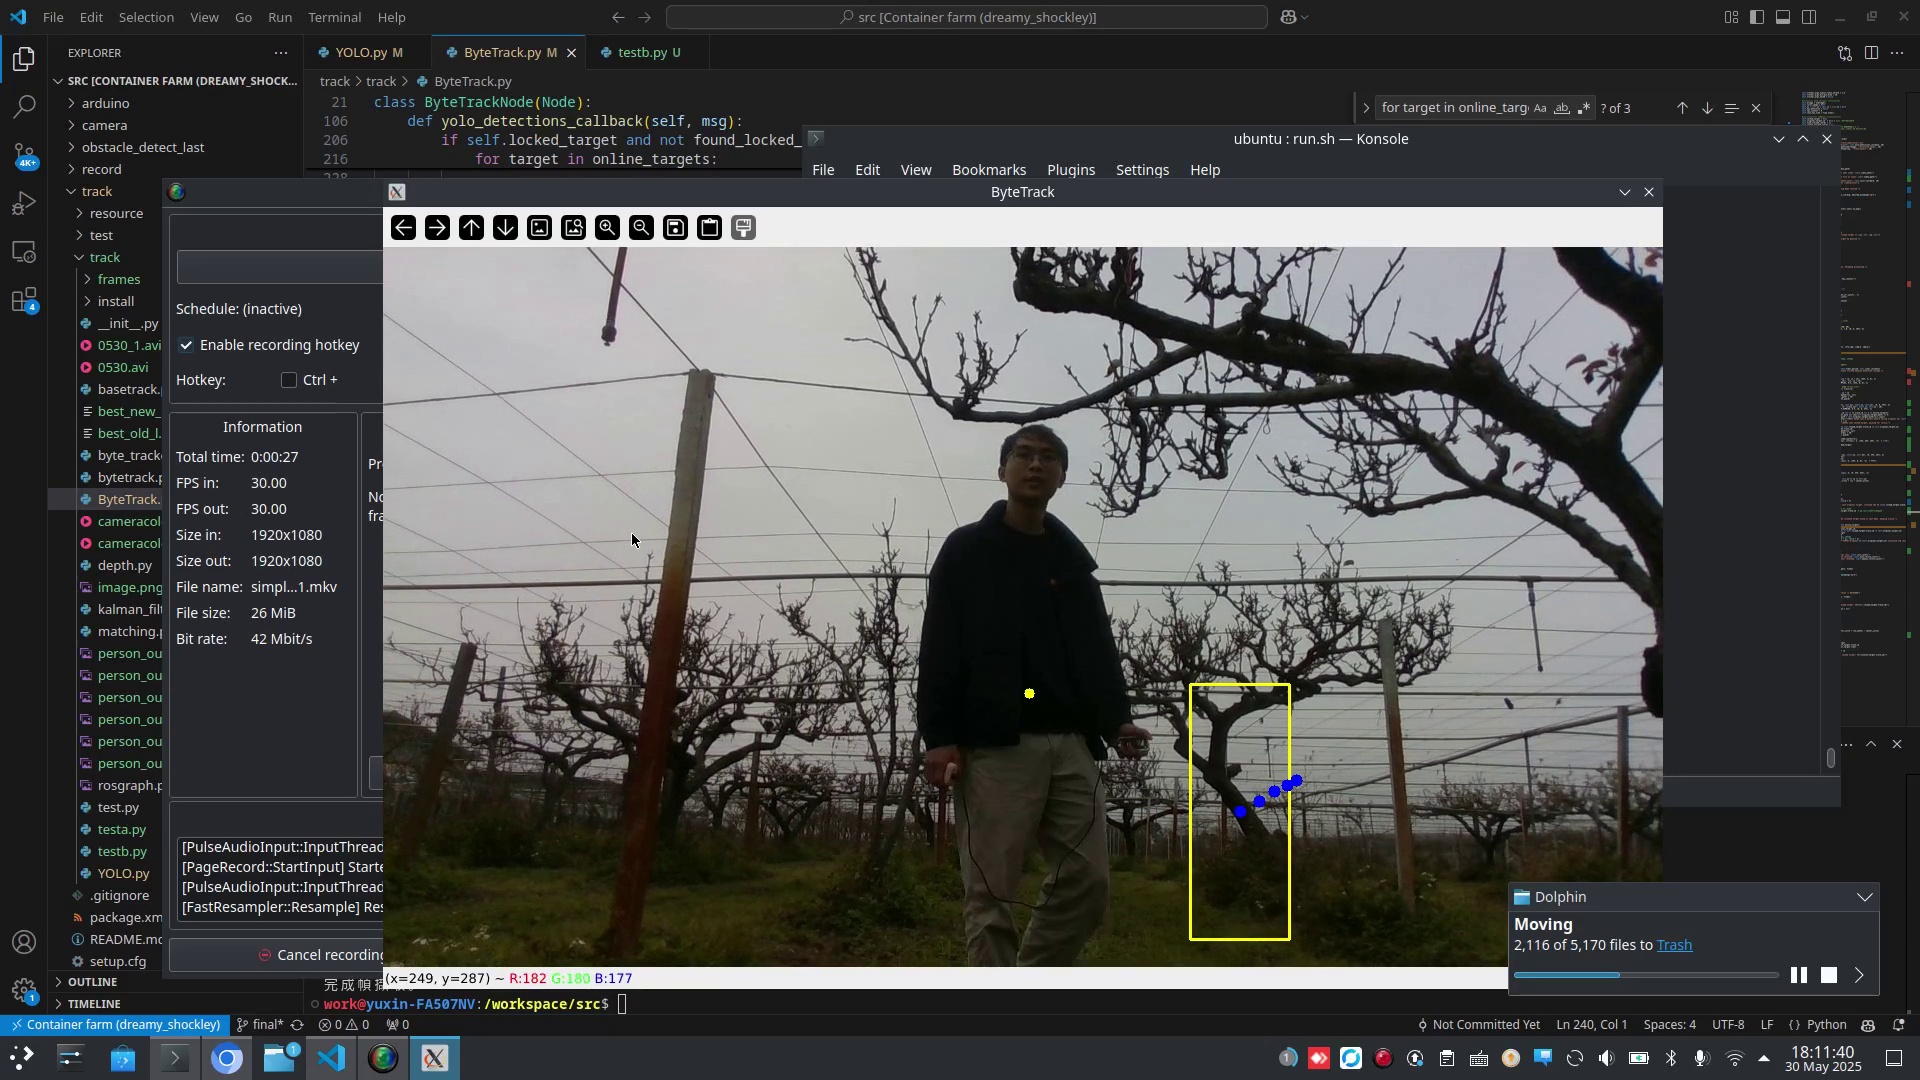 File Edit Selection View Go Run Terminal Help
src [Container farm (dreamy_shockley)]
EXPLORER
YOLO.py M
ByteTrack.py M
testb.py U
SRC [CONTAINER FARM (DREAMY_SHOCK...
track > track > ByteTrack.py
arduino
camera
obstacle_detect_last
record
track
resource
test
track
frames
install
__init__.py
0530_1.avi
0530.avi
basetrack.
best_new_
best_old_l.
byte_track
bytetrack.p
ByteTrack.
cameracol
cameracol
depth.py
image.png
kalman_filt
matching.p
person_ou
person_ou
person_ou
person_ou
person_ou
person_ou
rosgraph.p
test.py
testa.py
testb.py
YOLO.py
.gitignore
package.xm
README.md
setup.cfg
OUTLINE
TIMELINE
4K+
4
1
21 class ByteTrackNode(Node):
106 def yolo_detections_callback(self, msg):
206 if self.locked_target and not found_locked_
216 for target in online_targets:
for target in online_targ
Aa ab
? of 3
ubuntu : run.sh — Konsole
File Edit View Bookmarks Plugins Settings Help
Schedule: (inactive)
Enable recording hotkey
Hotkey: Ctrl +
Information
Total time: 0:00:27
FPS in: 30.00
FPS out: 30.00
Size in: 1920x1080
Size out: 1920x1080
File name: simpl...1.mkv
File size: 26 MiB
Bit rate: 42 Mbit/s
Pr
No
fra
[PulseAudioInput::InputThread
[PageRecord::StartInput] Starte
[PulseAudioInput::InputThread
[FastResampler::Resample] Res
Cancel recording
ByteTrack
(x=249, y=287) ~ R:182 G:180 B:177
work@yuxin-FA507NV:/workspace/src$
Dolphin
Moving
2,116 of 5,170 files to Trash
Container farm (dreamy_shockley)
final*
0 0
0
Not Committed Yet
Ln 240, Col 1
Spaces: 4
UTF-8
LF
{} Python
1
1
18:11:40
30 May 2025